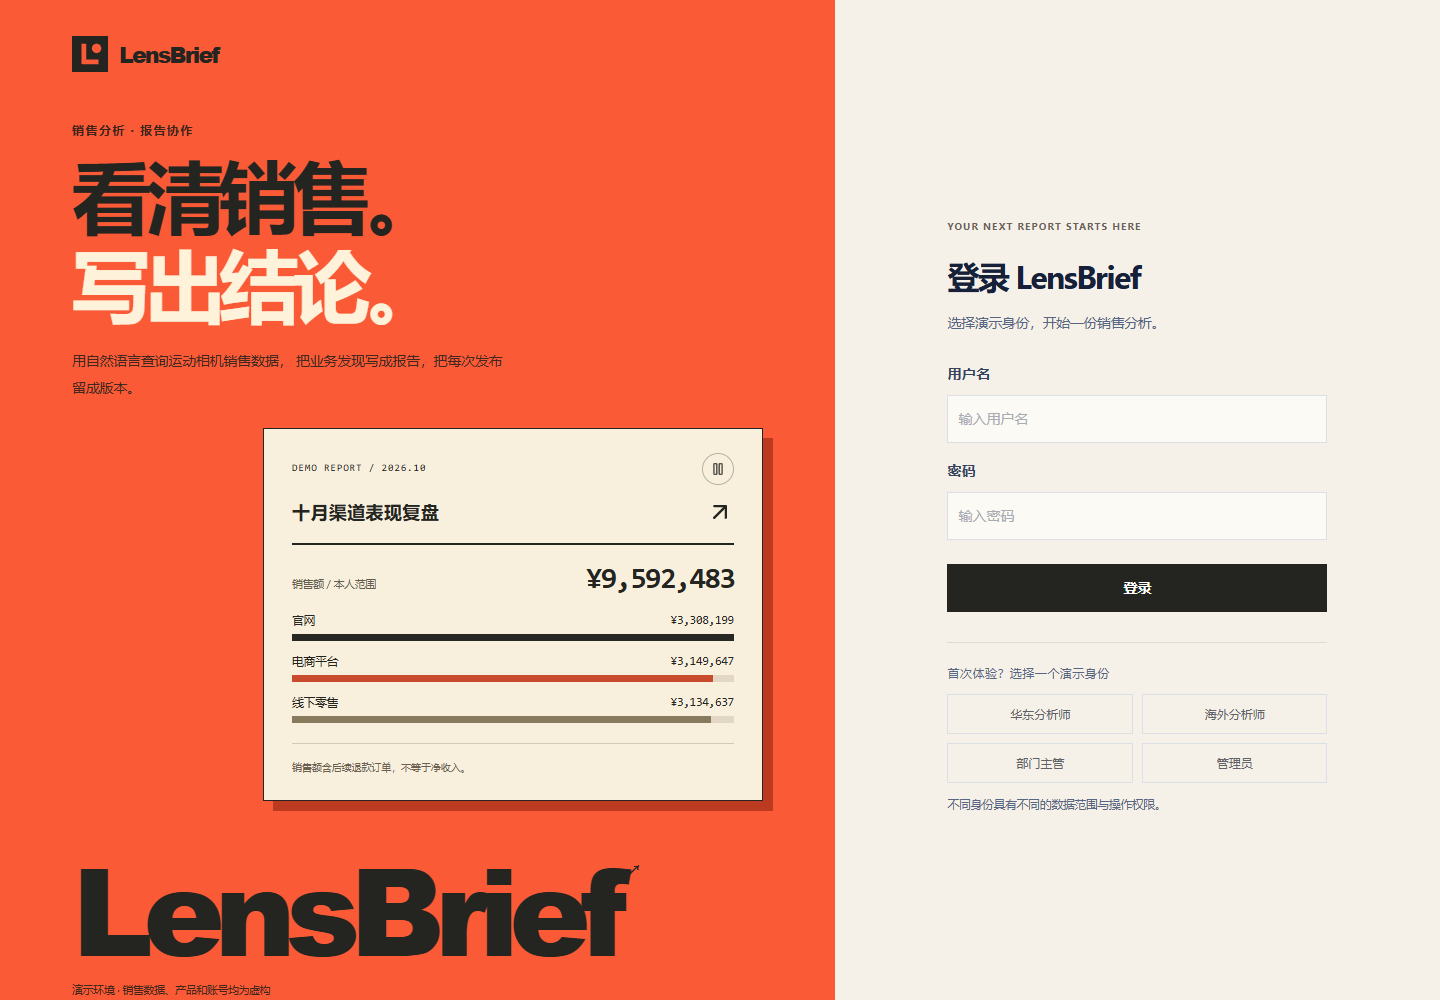 LensBrief
销售分析 · 报告协作
看清销售。
写出结论。
用自然语言查询运动相机销售数据， 把业务发现写成报告，把每次发布
留成版本。
DEMO REPORT / 2026.10
十月渠道表现复盘
销售额 / 本人范围
¥9,592,483
官网
¥3,308,199
电商平台
¥3,149,647
线下零售
¥3,134,637
销售额含后续退款订单，不等于净收入。
LensBrief
演示环境 · 销售数据、产品和账号均为虚构
YOUR NEXT REPORT STARTS HERE
登录 LensBrief
选择演示身份，开始一份销售分析。
用户名
输入用户名
密码
输入密码
登录
首次体验？选择一个演示身份
华东分析师
海外分析师
部门主管
管理员
不同身份具有不同的数据范围与操作权限。